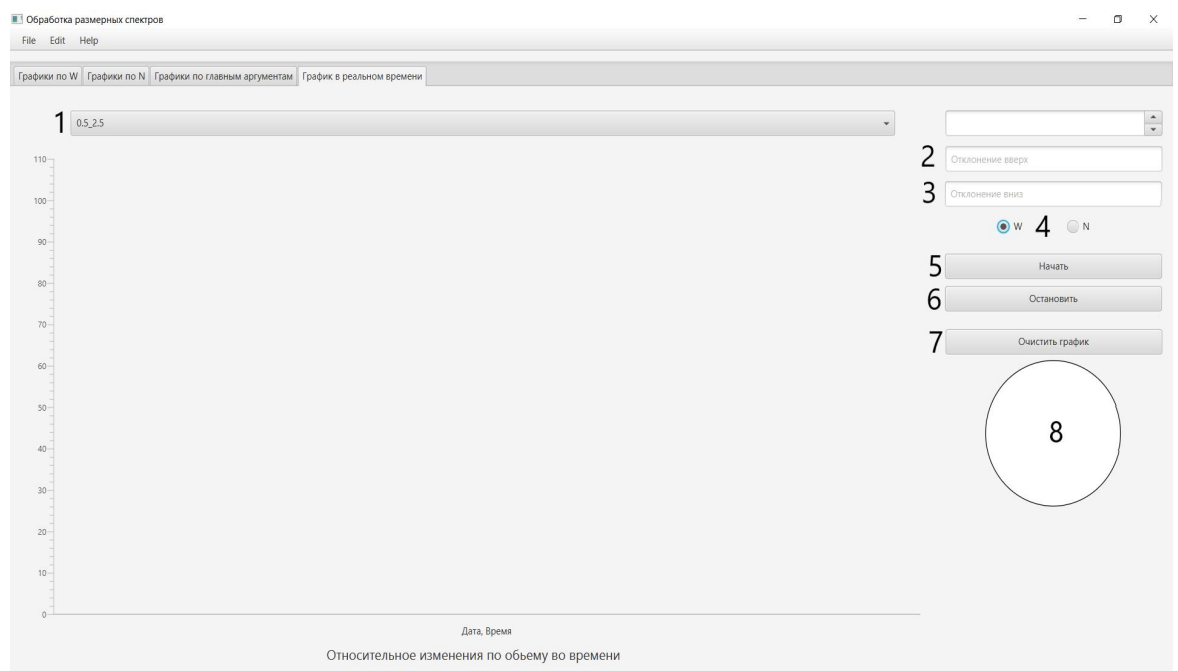 Обработка размерных спектров
File Edit Help
Графики по W Графики по N Графики по главным аргументам График в реальном времени
1 0.5_2.5
2 Отклонение вверх
3 Отклонение вниз
W 4 N
5 Начать
6 Остановить
7 Очистить график
8
110
100
90
80
70
60
50
40
30
20
10
0
Дата, Время
Относительное изменения по обьему во времени